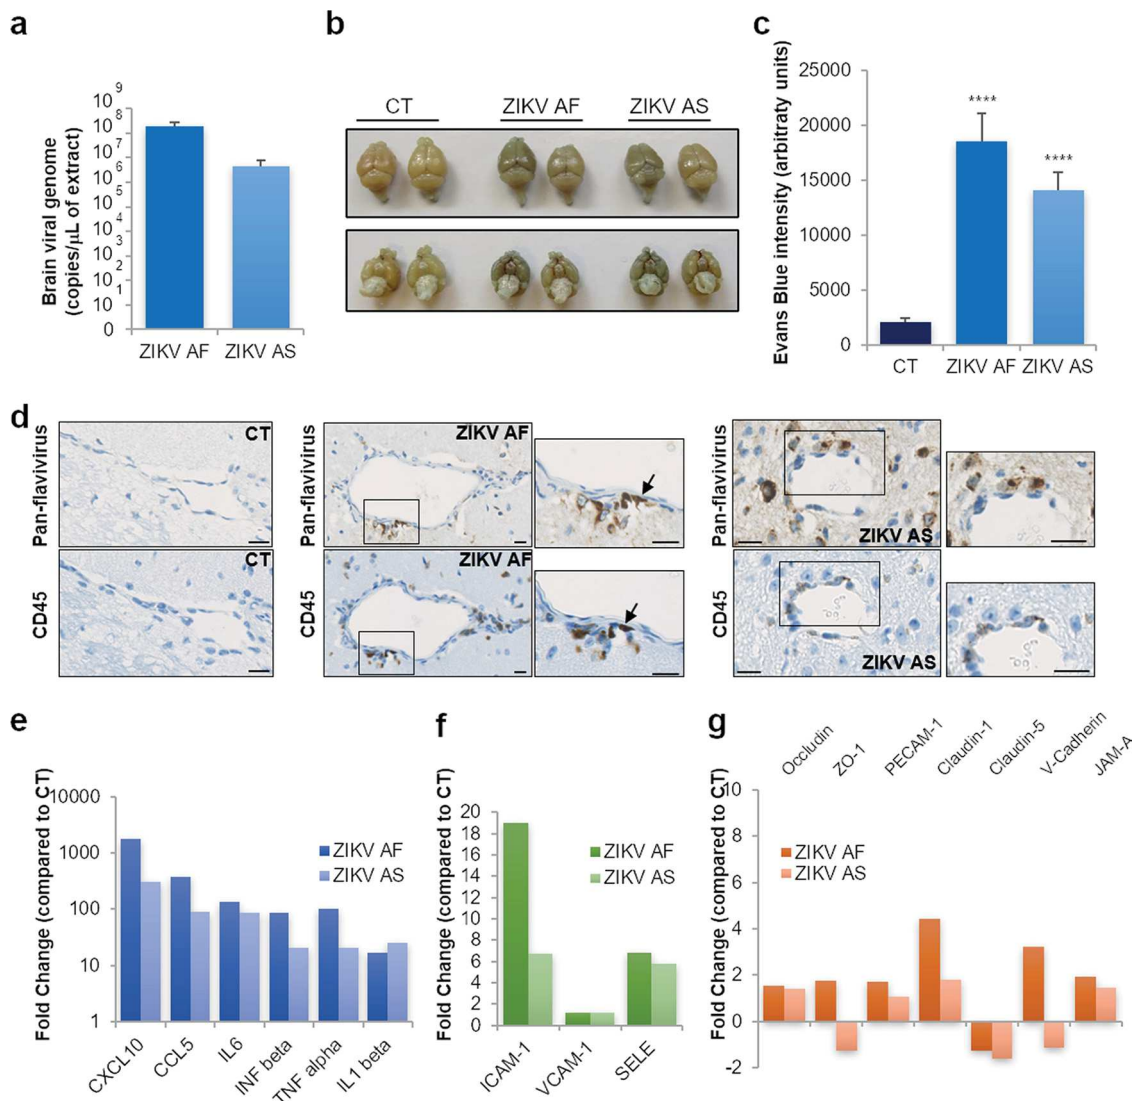 a
Brain viral genome
(copies/µL of extract)
10⁹
10⁸
10⁷
10⁶
10⁵
10⁴
10³
10²
10¹
0
ZIKV AF
ZIKV AS
b
CT
ZIKV AF
ZIKV AS
c
Evans Blue intensity (arbitraty units)
25000
20000
15000
10000
5000
0
****
****
CT
ZIKV AF
ZIKV AS
d
Pan-flavivirus
CT
CD45
CT
Pan-flavivirus
ZIKV AF
CD45
ZIKV AF
Pan-flavivirus
ZIKV AS
CD45
ZIKV AS
e
Fold Change (compared to CT)
10000
1000
100
10
1
ZIKV AF
ZIKV AS
CXCL10
CCL5
IL6
INF beta
TNF alpha
IL1 beta
f
Fold Change (compared to CT)
20
18
16
14
12
10
8
6
4
2
0
ZIKV AF
ZIKV AS
ICAM-1
VCAM-1
SELE
g
Occludin
ZO-1
PECAM-1
Claudin-1
Claudin-5
V-Cadherin
JAM-A
Fold Change (compared to CT)
10
8
6
4
2
0
-2
ZIKV AF
ZIKV AS